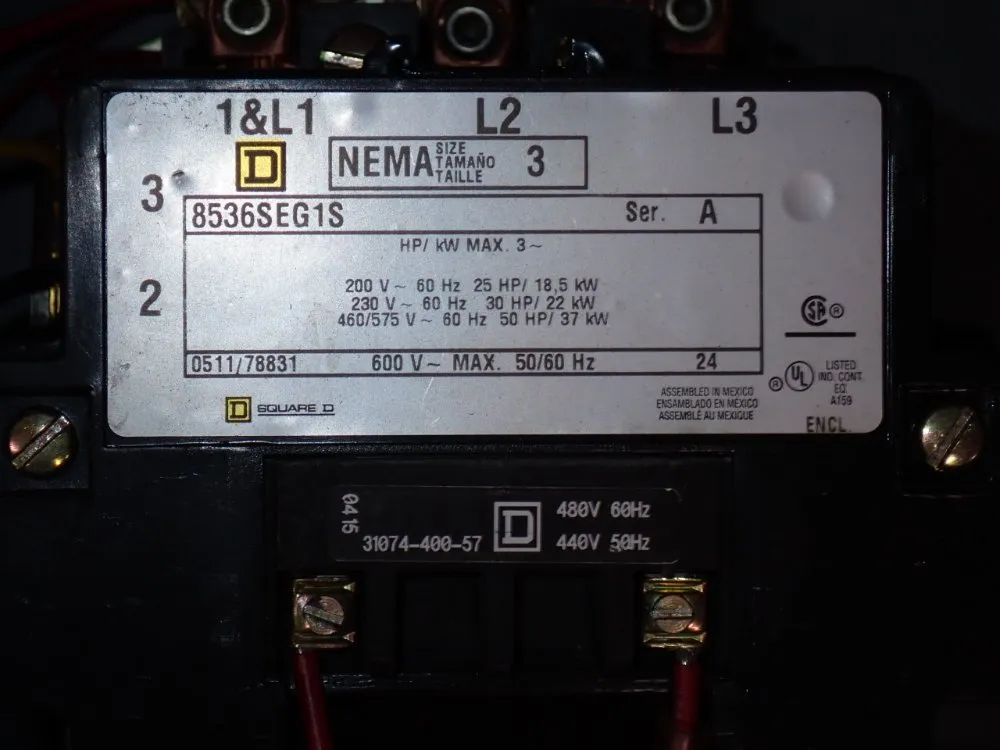 1&L1 L2 L3
D NEMA SIZE TAMAÑO TAILLE 3
3
8536SEG1S Ser. A
HP/ kW MAX. 3~
2
200 V~ 60 Hz 25 HP/ 18,5 kW
230 V~ 60 Hz 30 HP/ 22 kW
460/575 V~ 60 Hz 50 HP/ 37 kW
SA ®
0511/78831 600 V~ MAX. 50/60 Hz 24
® UL LISTED
IND. CONT.
EQ.
A159
D SQUARE D
ASSEMBLED IN MEXICO
ENSAMBLADO EN MÉXICO
ASSEMBLÉ AU MEXIQUE
ENCL.
0415
31074-400-57 D 480V 60Hz
440V 50Hz